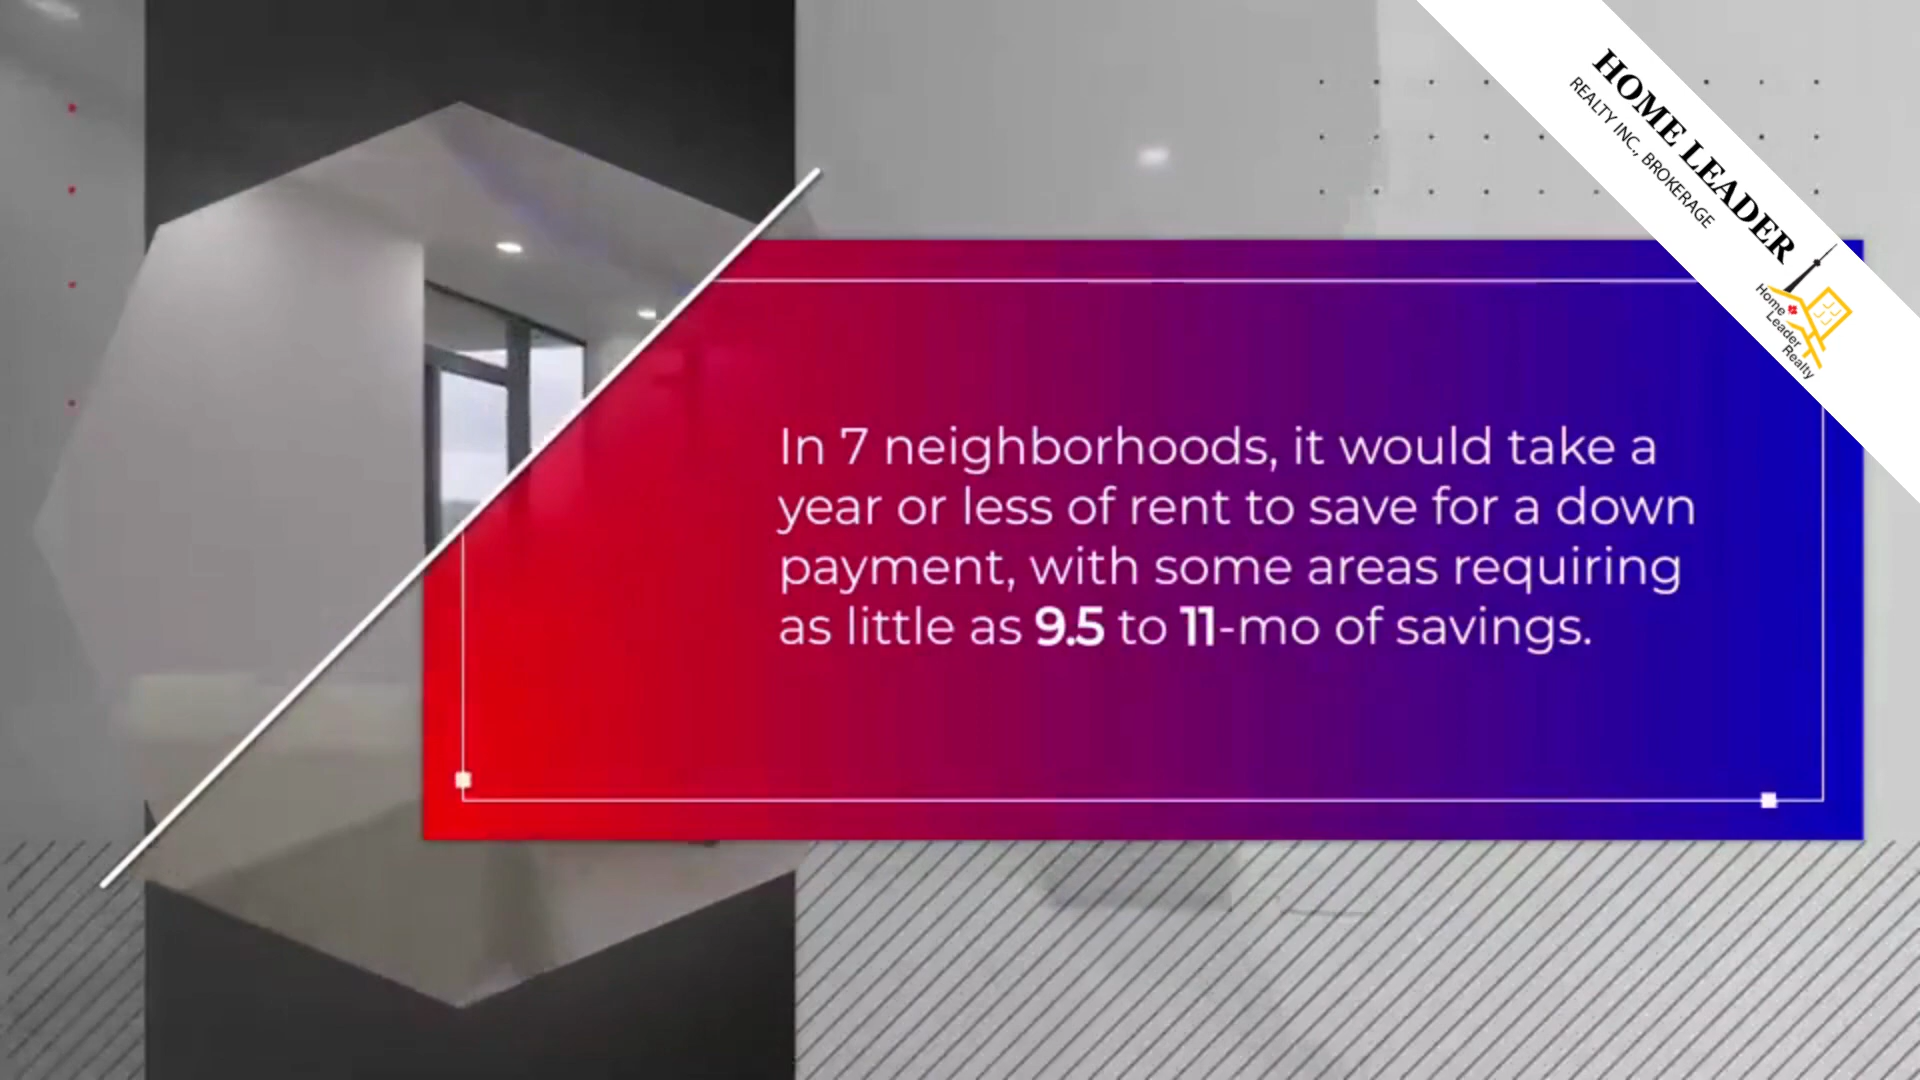 HOME LEADER
REALTY INC., BROKERAGE
Home
Leader
Realty
In 7 neighborhoods, it would take a
year or less of rent to save for a down
payment, with some areas requiring
as little as 9.5 to 11-mo of savings.